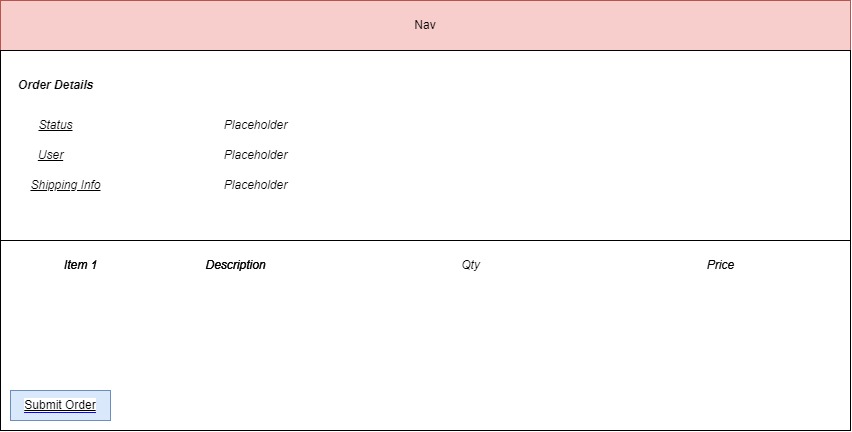 Nav
Order Details
Status Placeholder
User Placeholder
Shipping Info Placeholder
Item 1 Description Qty Price
Submit Order